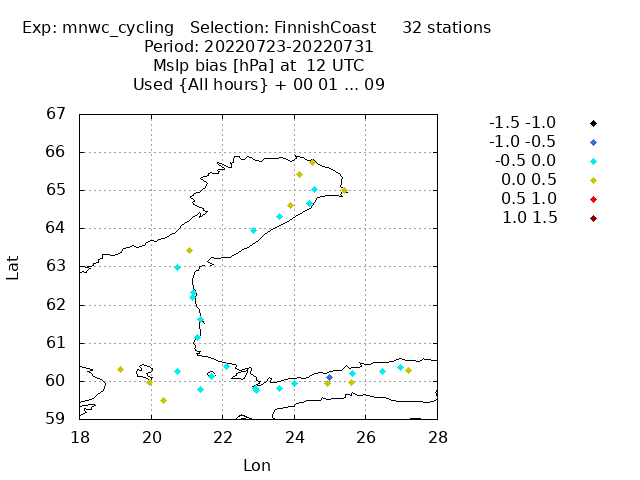 Exp: mnwc_cycling   Selection: FinnishCoast     32 stations
Period: 20220723-20220731
Mslp bias [hPa] at  12 UTC
Used {All hours} + 00 01 ... 09
67
66
65
64
63
62
61
60
59
Lat
18 20 22 24 26 28
Lon
-1.5 -1.0
-1.0 -0.5
-0.5 0.0
0.0 0.5
0.5 1.0
1.0 1.5